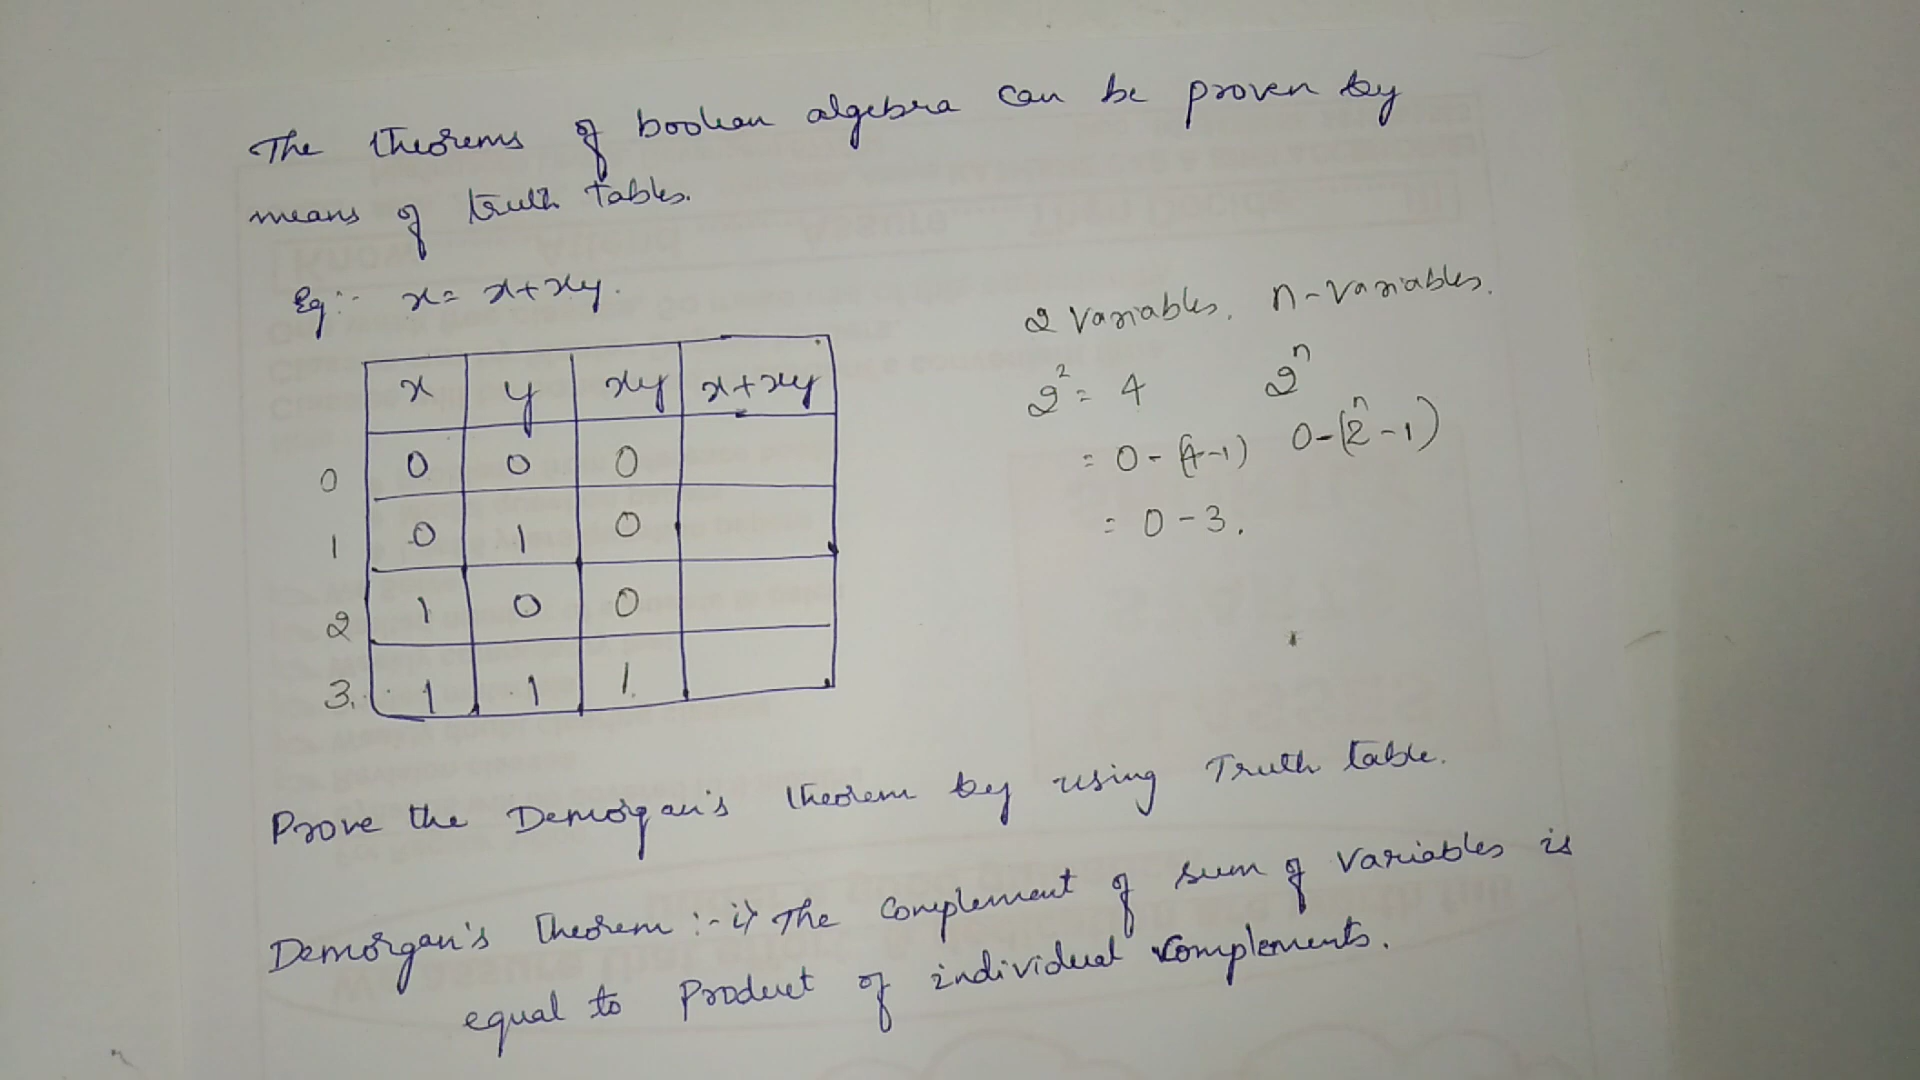 The theorems of boolean algebra can be proven by
means of truth tables.
Eg:- x = x+xy.
2 variables. n-variables.
x y xy x+xy
2² = 4 2ⁿ
0 0 0 0
= 0 - (4-1) 0-(2ⁿ-1)
1 0 1 0
= 0 - 3.
2 1 0 0
3. 1 1 1
Prove the Demorgan's theorem by using Truth table.
Demorgan's Theorem :- i) The complement of sum of variables is
equal to product of individual complements.